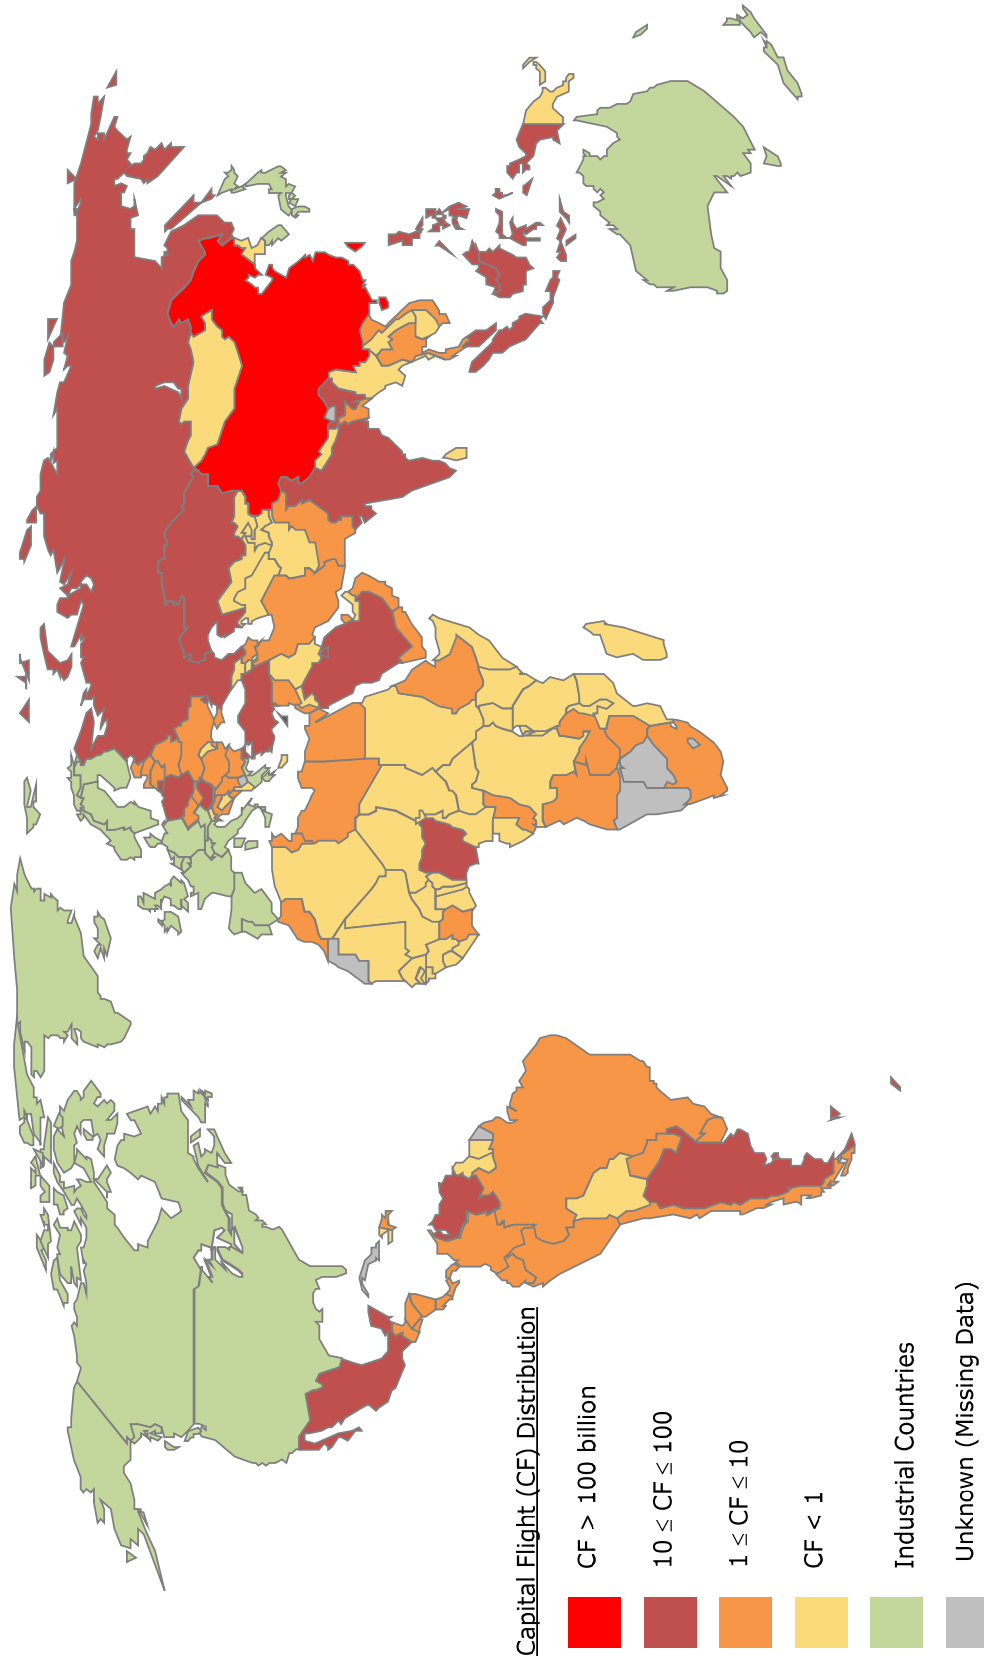 Capital Flight (CF) Distribution
CF > 100 billion
10 ≤ CF ≤ 100
1 ≤ CF ≤ 10
CF < 1
Industrial Countries
Unknown (Missing Data)